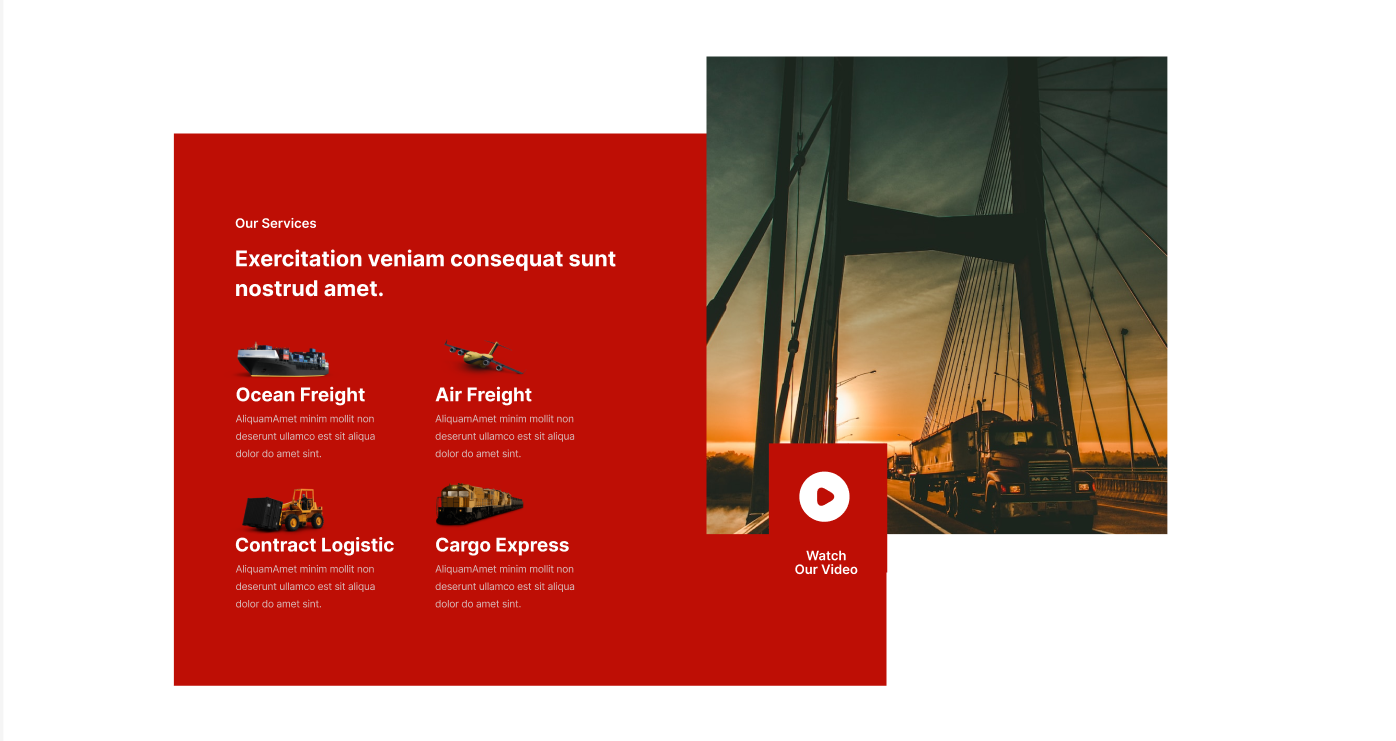 Our Services
Exercitation veniam consequat sunt
nostrud amet.
Ocean Freight
AliquamAmet minim mollit non
deserunt ullamco est sit aliqua
dolor do amet sint.
Air Freight
AliquamAmet minim mollit non
deserunt ullamco est sit aliqua
dolor do amet sint.
Contract Logistic
AliquamAmet minim mollit non
deserunt ullamco est sit aliqua
dolor do amet sint.
Cargo Express
AliquamAmet minim mollit non
deserunt ullamco est sit aliqua
dolor do amet sint.
MACK
Watch
Our Video